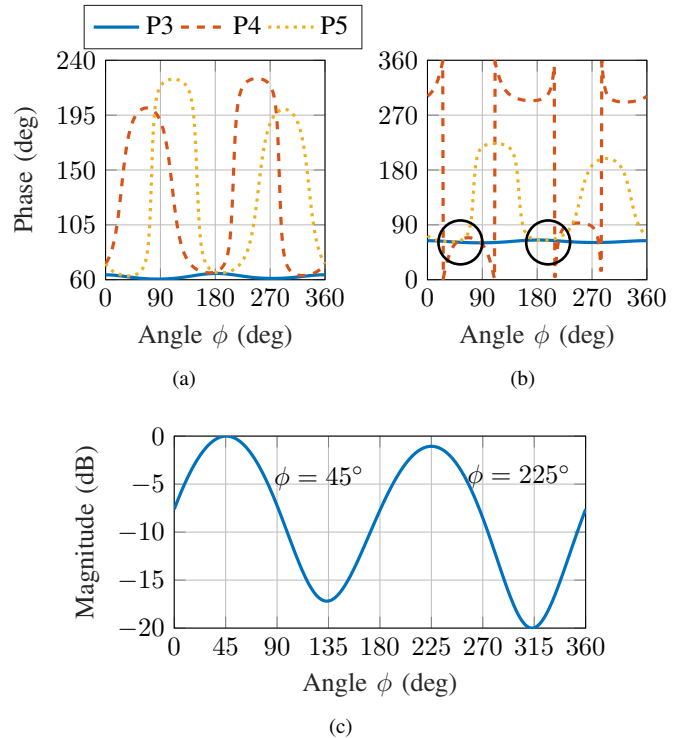 P3 P4 P5
240
195
150
105
60
0 90 180 270 360
Phase (deg)
Angle ϕ (deg)
(a)
360
270
180
90
0
0 90 180 270 360
Angle ϕ (deg)
(b)
0
−5
−10
−15
−20
Magnitude (dB)
ϕ = 45° ϕ = 225°
0 45 90 135 180 225 270 315 360
Angle ϕ (deg)
(c)